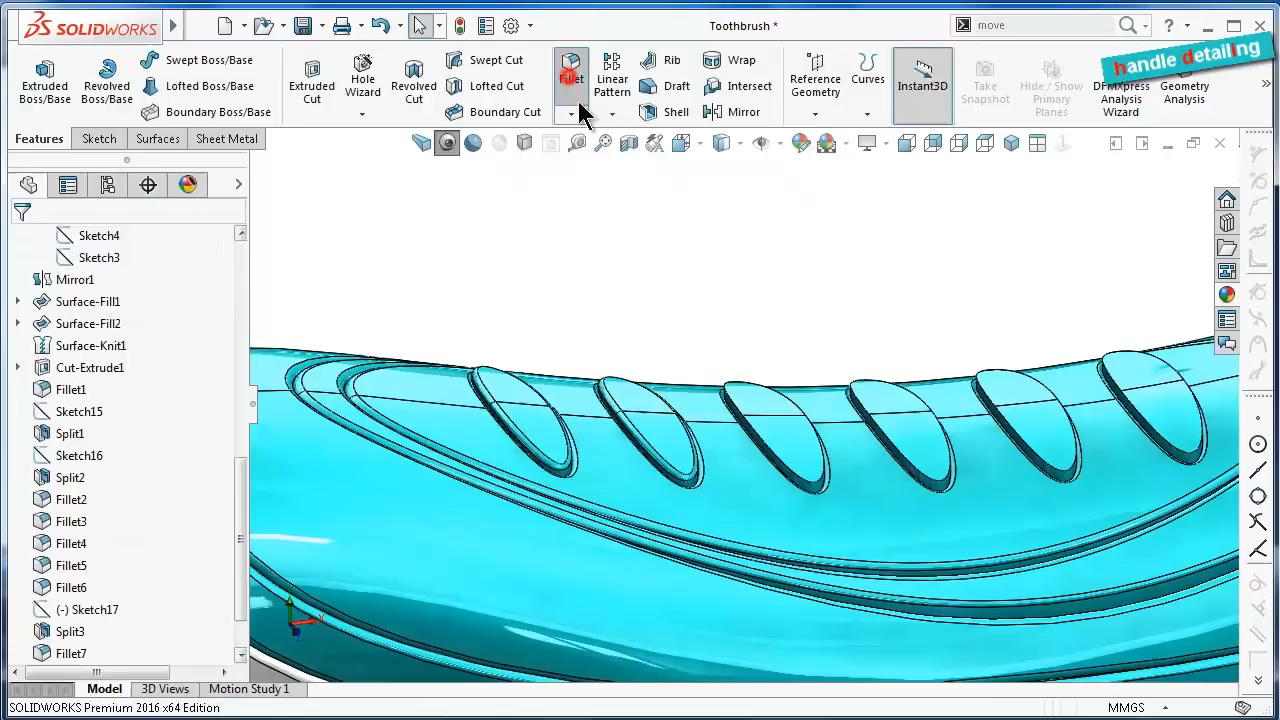 SOLIDWORKS
Toothbrush *
move
handle detailing
Extruded Boss/Base
Revolved Boss/Base
Swept Boss/Base
Lofted Boss/Base
Boundary Boss/Base
Extruded Cut
Hole Wizard
Revolved Cut
Swept Cut
Lofted Cut
Boundary Cut
Fillet
Linear Pattern
Rib
Draft
Shell
Wrap
Intersect
Mirror
Reference Geometry
Curves
Instant3D
Take Snapshot
Hide / Show Primary Planes
DFMXpress Analysis Wizard
Geometry Analysis
Features
Sketch
Surfaces
Sheet Metal
Sketch4
Sketch3
Mirror1
Surface-Fill1
Surface-Fill2
Surface-Knit1
Cut-Extrude1
Fillet1
Sketch15
Split1
Sketch16
Split2
Fillet2
Fillet3
Fillet4
Fillet5
Fillet6
(-) Sketch17
Split3
Fillet7
Model
3D Views
Motion Study 1
SOLIDWORKS Premium 2016 x64 Edition
MMGS